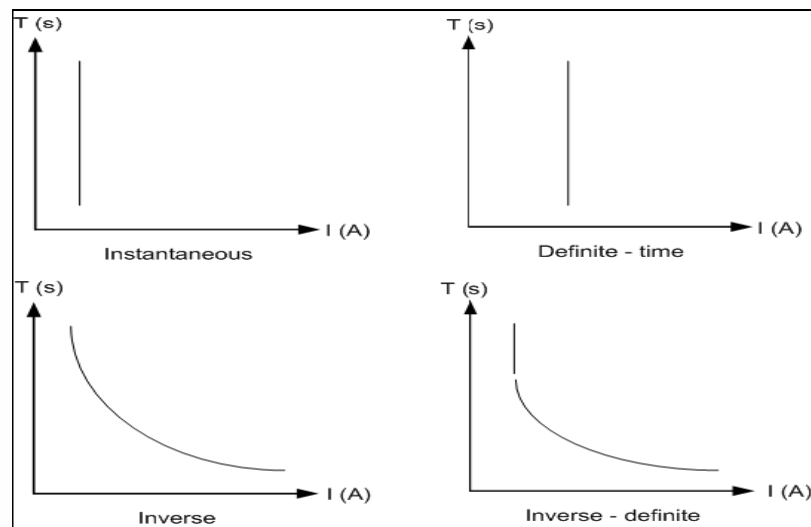 T (s)
I (A)
Instantaneous
T (s)
I (A)
Definite - time
T (s)
I (A)
Inverse
T (s)
I (A)
Inverse - definite